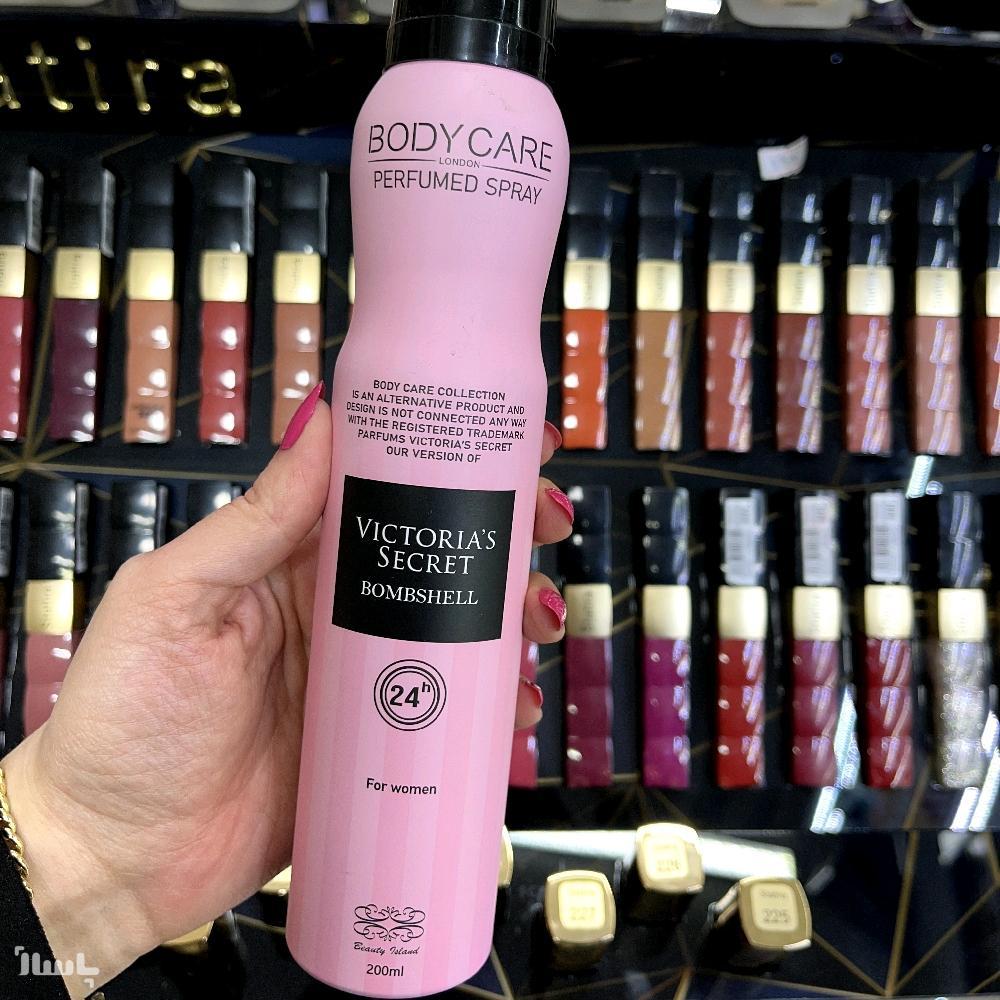 atira
BODY CARE
LONDON
PERFUMED SPRAY
BODY CARE COLLECTION
IS AN ALTERNATIVE PRODUCT AND
DESIGN IS NOT CONNECTED ANY WAY
WITH THE REGISTERED TRADEMARK
PARFUMS VICTORIA'S SECRET
OUR VERSION OF
VICTORIA'S
SECRET
BOMBSHELL
24h
For women
Beauty Island
200ml
226
227
225
باسلام